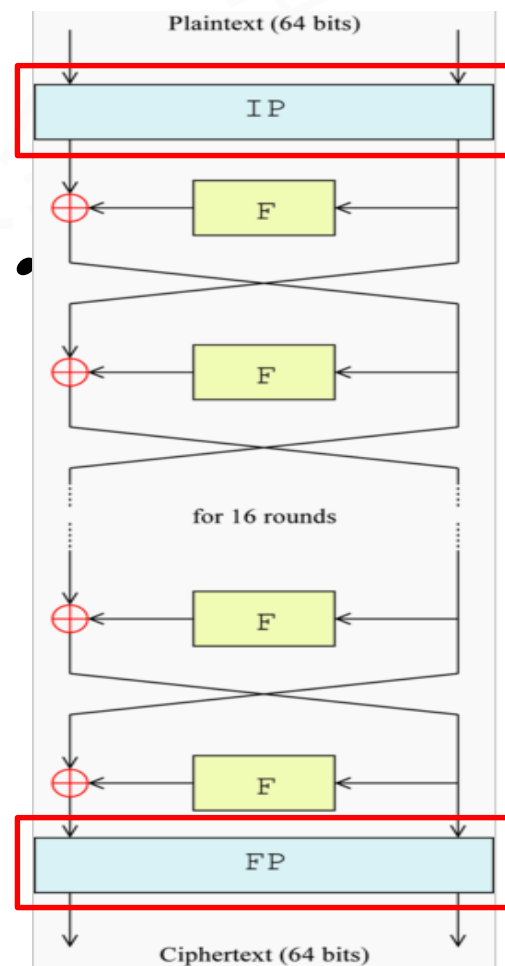 Plaintext (64 bits)
IP
F
F
for 16 rounds
F
F
FP
Ciphertext (64 bits)